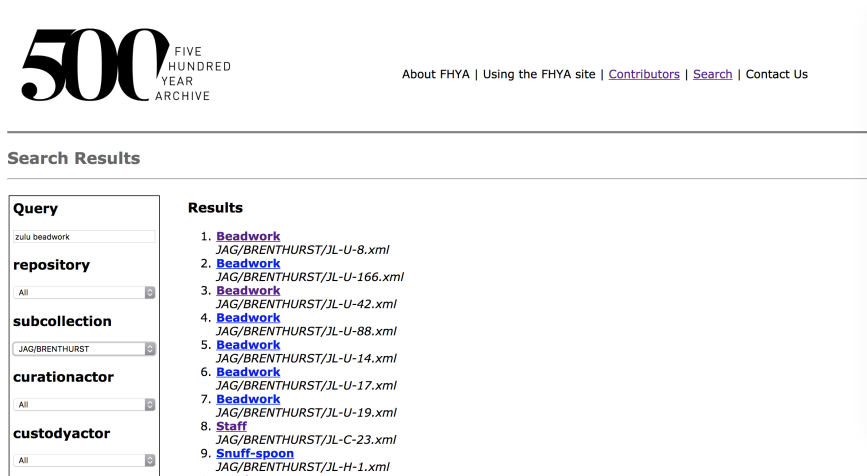 500 FIVE
HUNDRED
YEAR
ARCHIVE
About FHYA | Using the FHYA site | Contributors | Search | Contact Us
Search Results
Query
zulu beadwork
repository
All
subcollection
JAG/BRENTHURST
curationactor
All
custodyactor
All
Results
1. Beadwork
JAG/BRENTHURST/JL-U-8.xml
2. Beadwork
JAG/BRENTHURST/JL-U-166.xml
3. Beadwork
JAG/BRENTHURST/JL-U-42.xml
4. Beadwork
JAG/BRENTHURST/JL-U-88.xml
5. Beadwork
JAG/BRENTHURST/JL-U-14.xml
6. Beadwork
JAG/BRENTHURST/JL-U-17.xml
7. Beadwork
JAG/BRENTHURST/JL-U-19.xml
8. Staff
JAG/BRENTHURST/JL-C-23.xml
9. Snuff-spoon
JAG/BRENTHURST/JL-H-1.xml